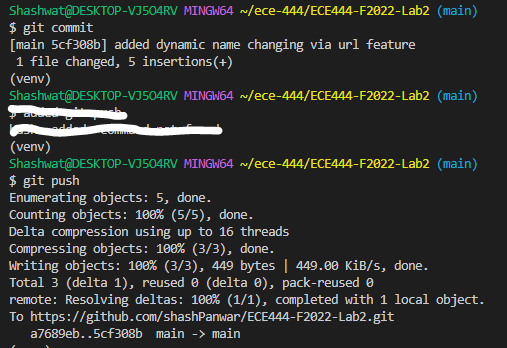 Shashwat@DESKTOP-VJ5O4RV MINGW64 ~/ece-444/ECE444-F2022-Lab2 (main)
$ git commit
[main 5cf308b] added dynamic name changing via url feature
 1 file changed, 5 insertions(+)
(venv)
Shashwat@DESKTOP-VJ5O4RV MINGW64 ~/ece-444/ECE444-F2022-Lab2 (main)
$
(venv)
Shashwat@DESKTOP-VJ5O4RV MINGW64 ~/ece-444/ECE444-F2022-Lab2 (main)
$ git push
Enumerating objects: 5, done.
Counting objects: 100% (5/5), done.
Delta compression using up to 16 threads
Compressing objects: 100% (3/3), done.
Writing objects: 100% (3/3), 449 bytes | 449.00 KiB/s, done.
Total 3 (delta 1), reused 0 (delta 0), pack-reused 0
remote: Resolving deltas: 100% (1/1), completed with 1 local object.
To https://github.com/shashPanwar/ECE444-F2022-Lab2.git
   a7689eb..5cf308b  main -> main